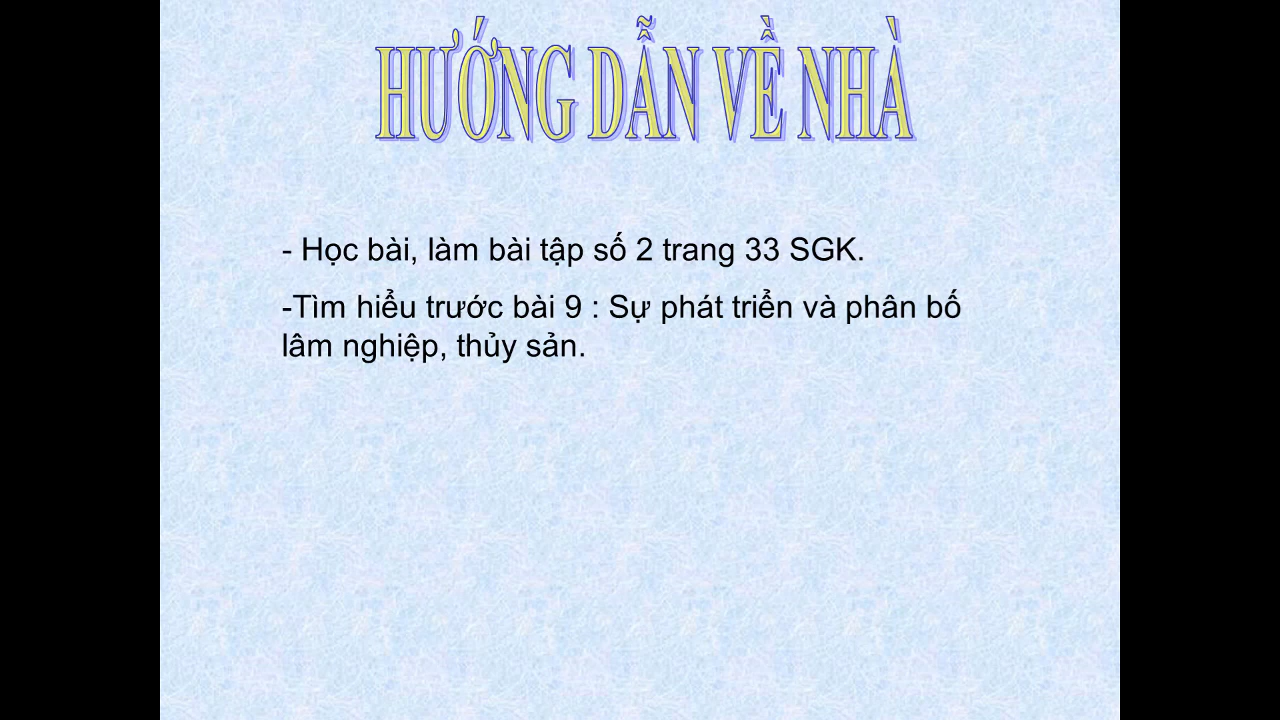 HƯỚNG DẪN VỀ NHÀ
- Học bài, làm bài tập số 2 trang 33 SGK.
-Tìm hiểu trước bài 9 : Sự phát triển và phân bố
lâm nghiệp, thủy sản.